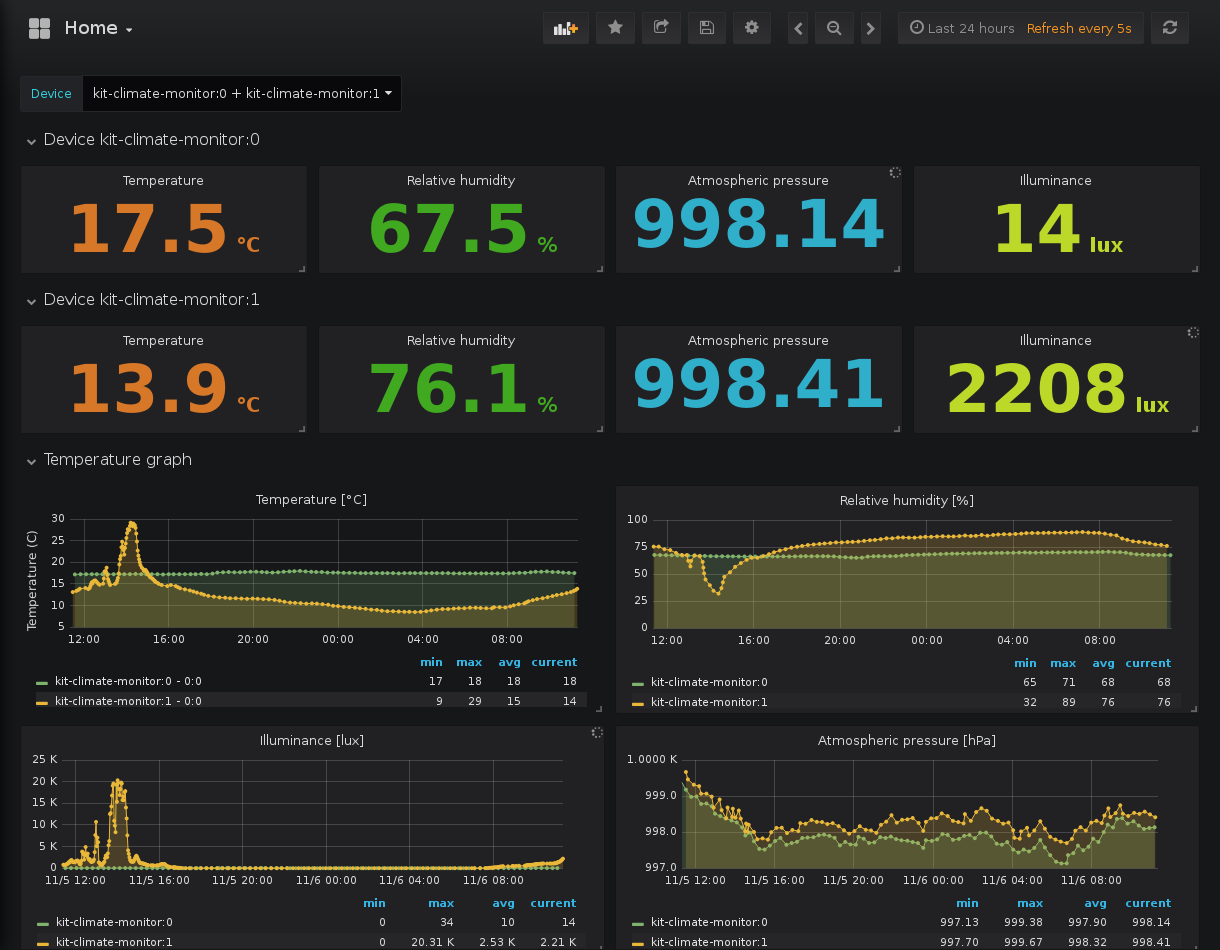 Home
Last 24 hours Refresh every 5s
Device kit-climate-monitor:0 + kit-climate-monitor:1
Device kit-climate-monitor:0
Temperature
17.5 °C
Relative humidity
67.5 %
Atmospheric pressure
998.14
Illuminance
14 lux
Device kit-climate-monitor:1
Temperature
13.9 °C
Relative humidity
76.1 %
Atmospheric pressure
998.41
Illuminance
2208 lux
Temperature graph
Temperature [°C]
Temperature (C)
30
25
20
15
10
5
12:00 16:00 20:00 00:00 04:00 08:00
min max avg current
kit-climate-monitor:0 - 0:0 17 18 18 18
kit-climate-monitor:1 - 0:0 9 29 15 14
Relative humidity [%]
100
75
50
25
0
12:00 16:00 20:00 00:00 04:00 08:00
min max avg current
kit-climate-monitor:0 65 71 68 68
kit-climate-monitor:1 32 89 76 76
Illuminance [lux]
25 K
20 K
15 K
10 K
5 K
0
11/5 12:00 11/5 16:00 11/5 20:00 11/6 00:00 11/6 04:00 11/6 08:00
min max avg current
kit-climate-monitor:0 0 34 10 14
kit-climate-monitor:1 0 20.31 K 2.53 K 2.21 K
Atmospheric pressure [hPa]
1.0000 K
999.0
998.0
997.0
11/5 12:00 11/5 16:00 11/5 20:00 11/6 00:00 11/6 04:00 11/6 08:00
min max avg current
kit-climate-monitor:0 997.13 999.38 997.90 998.14
kit-climate-monitor:1 997.70 999.67 998.32 998.41